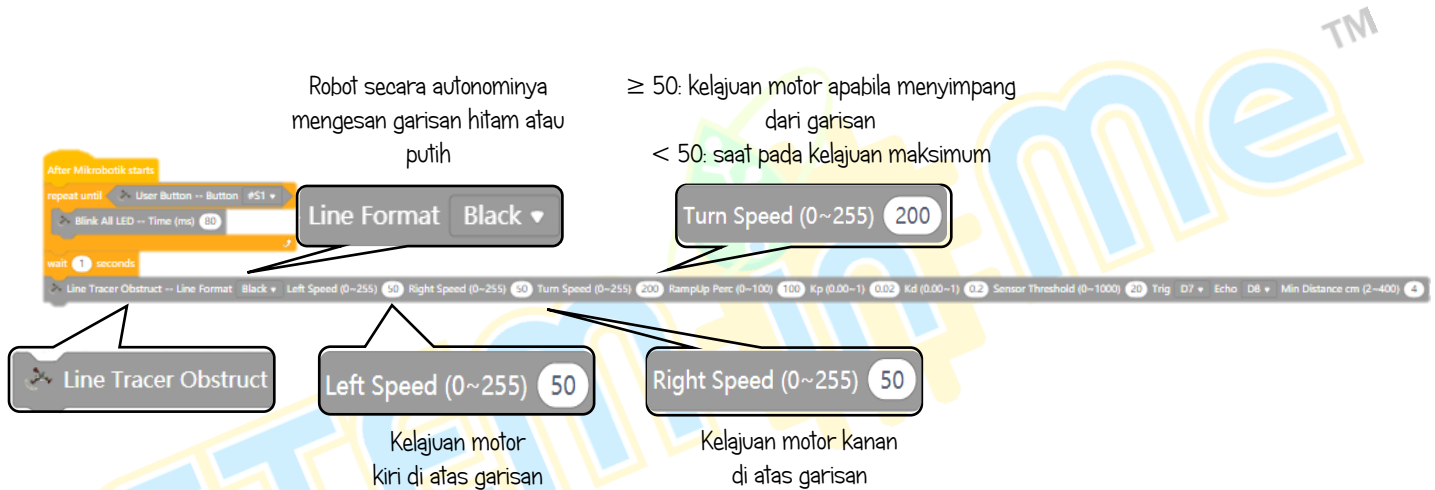 TM
Robot secara autonominya
mengesan garisan hitam atau
putih
≥ 50: kelajuan motor apabila menyimpang
dari garisan
< 50: saat pada kelajuan maksimum
After Mikrobotik starts
repeat until User Button -- Button #S1
Blink All LED -- Time (ms) 80
wait 1 seconds
Line Format Black
Turn Speed (0~255) 200
Line Tracer Obstruct -- Line Format Black Left Speed (0~255) 50 Right Speed (0~255) 50 Turn Speed (0~255) 200 RampUp Perc (0~100) 100 Kp (0.00~1) 0.02 Kd (0.00~1) 0.2 Sensor Threshold (0~1000) 20 Trig D7 Echo D8 Min Distance cm (2~400) 4
Line Tracer Obstruct
Left Speed (0~255) 50
Right Speed (0~255) 50
Kelajuan motor
kiri di atas garisan
Kelajuan motor kanan
di atas garisan